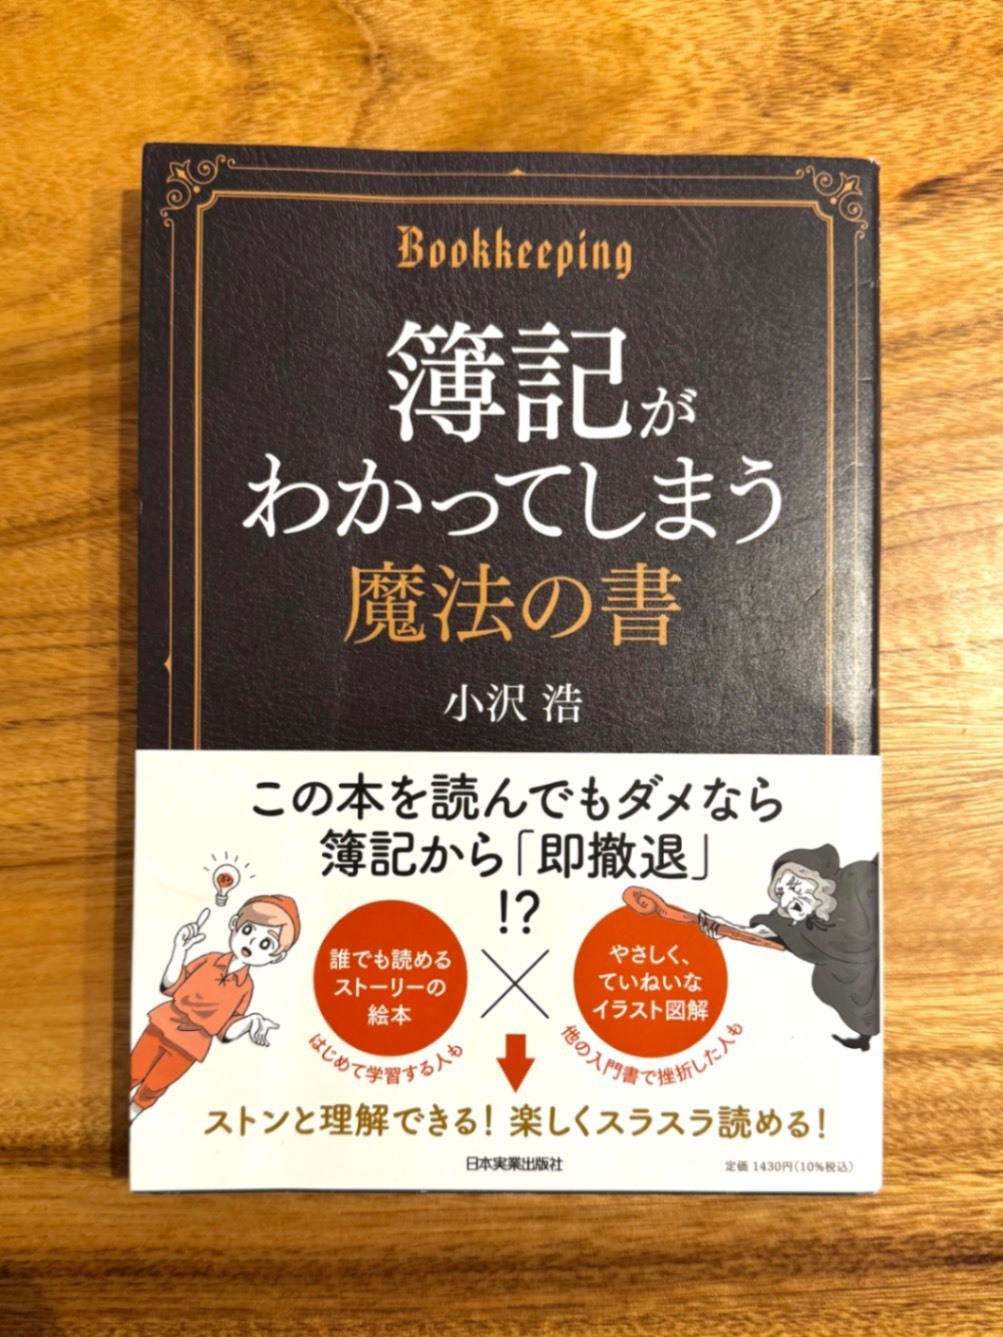 Bookkeeping
簿記が
わかってしまう
魔法の書
小沢 浩
この本を読んでもダメなら
簿記から「即撤退」
!?
誰でも読める
ストーリーの
絵本
はじめて学習する人も
やさしく、
ていねいな
イラスト図解
他の入門書で挫折した人も
ストンと理解できる! 楽しくスラスラ読める!
日本実業出版社
定価 1430円(10%税込)